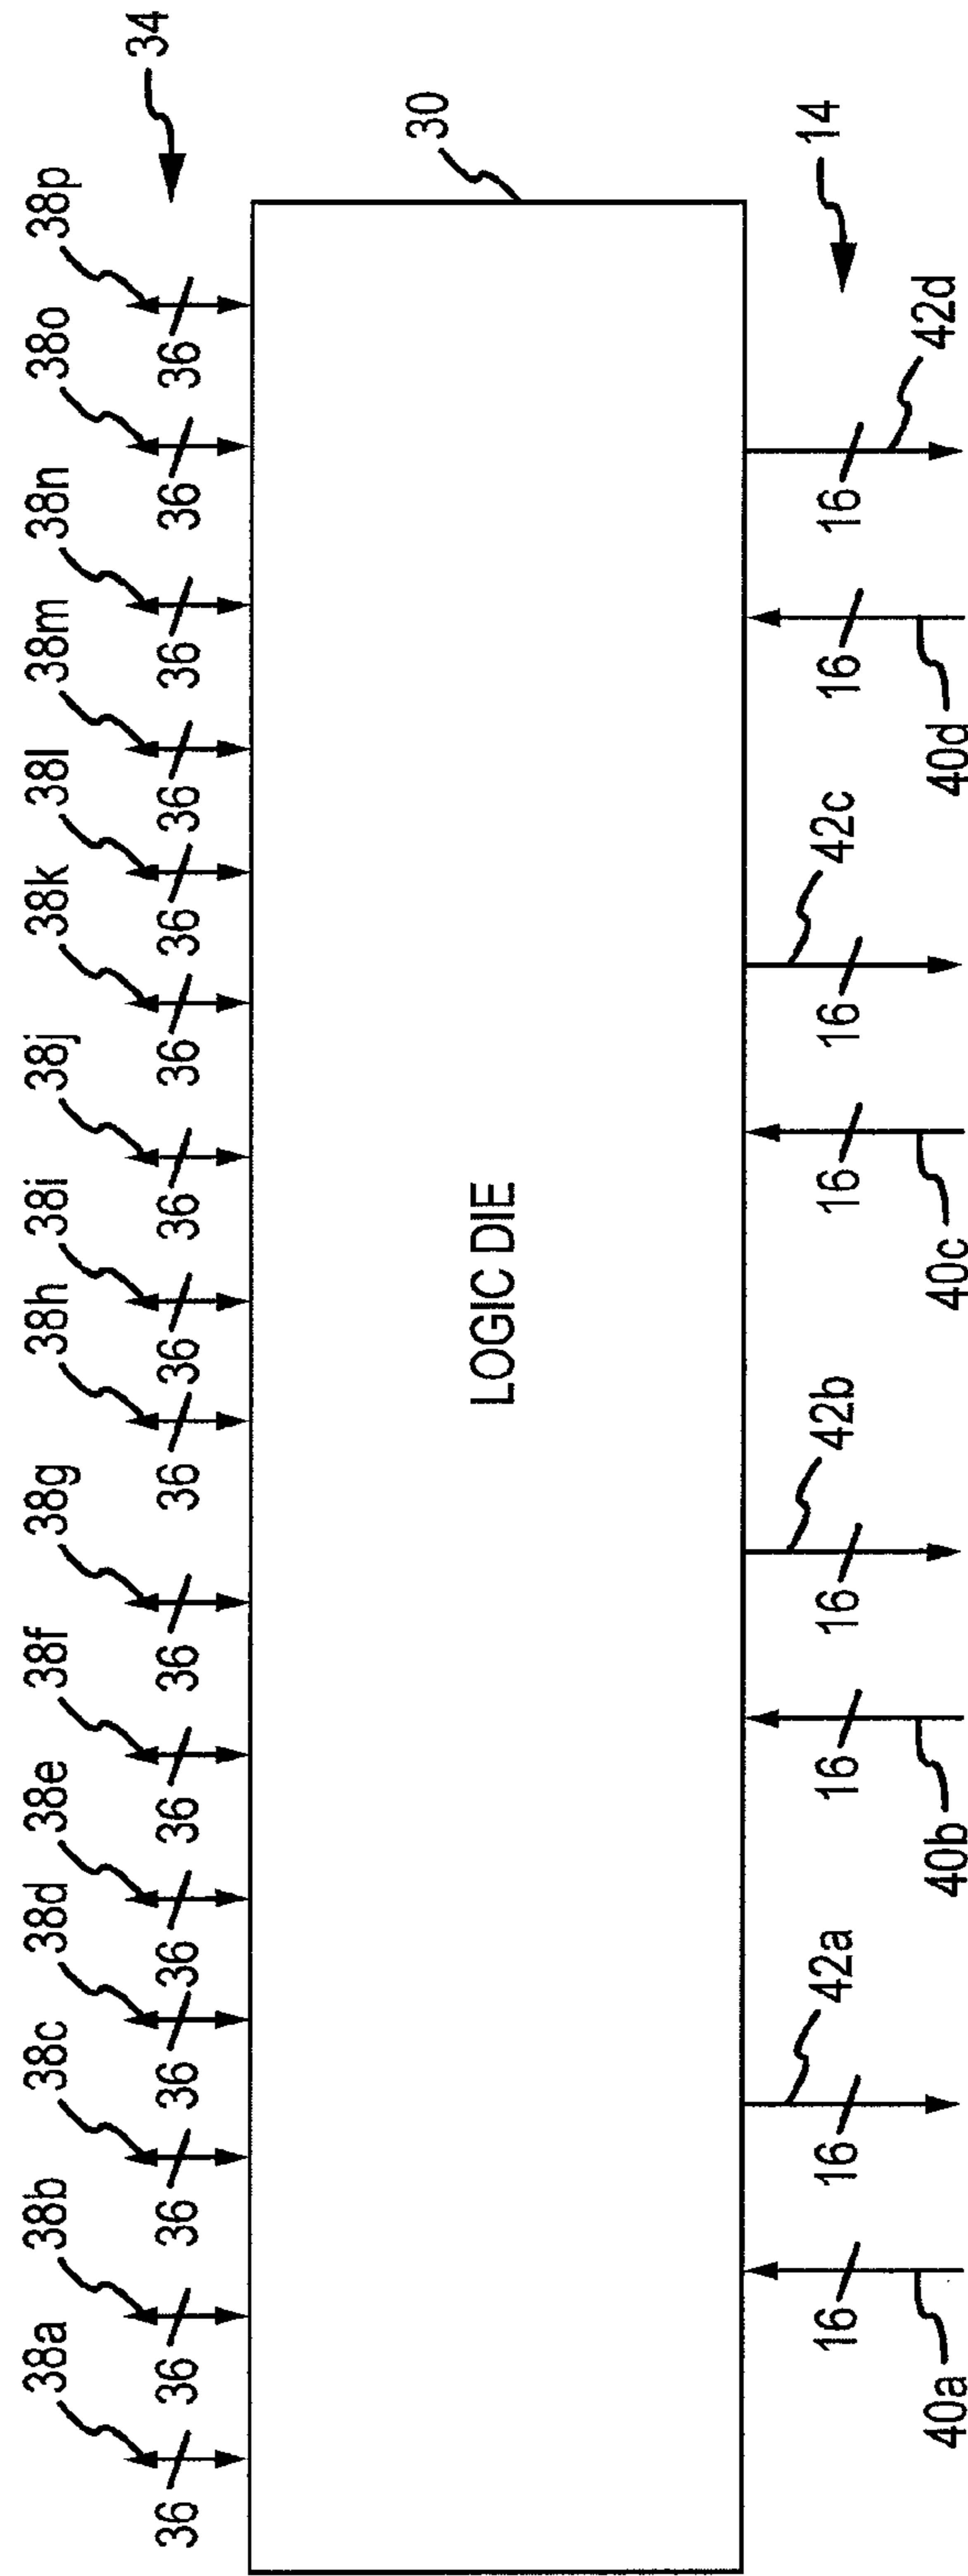 38a 38b 38c 38d 38e 38f 38g 38h 38i 38j 38k 38l 38m 38n 38o 38p 34
36 36 36 36 36 36 36 36 36 36 36 36 36 36 36 36
30
LOGIC DIE
14
16 16 16 16 16 16 16 16
42a 42b 42c 42d
40a 40b 40c 40d